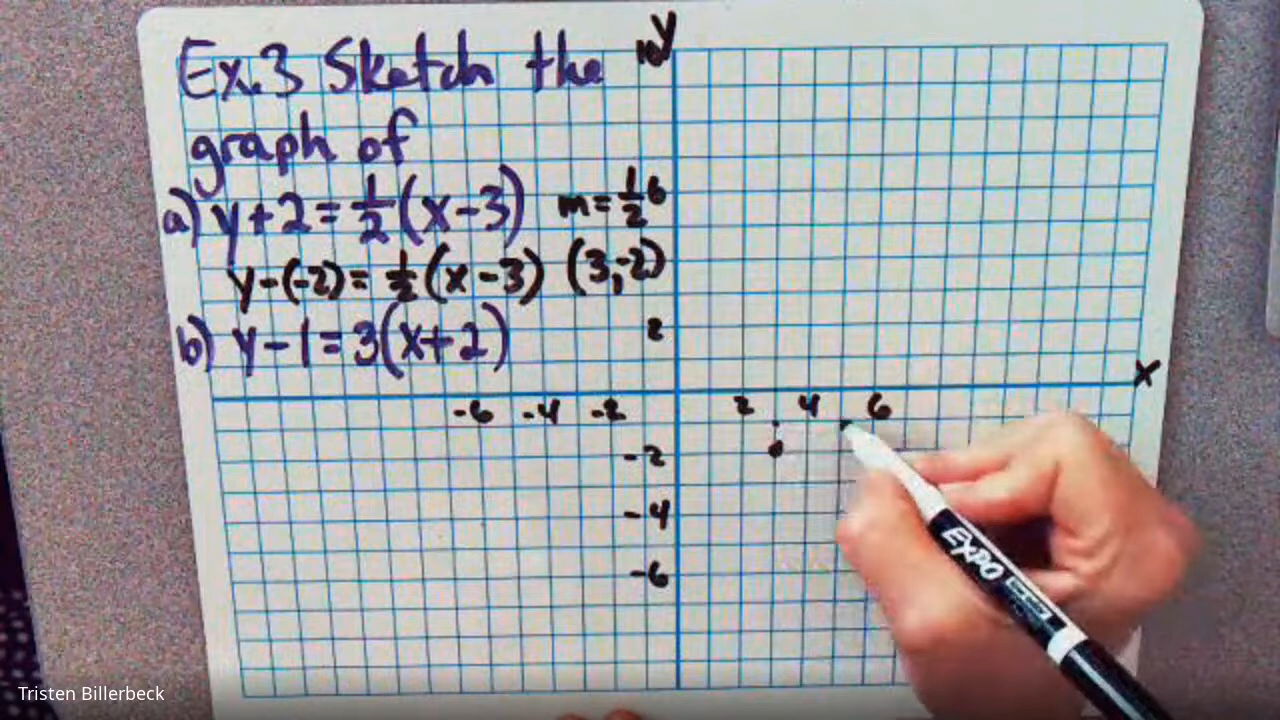 Ex.3 Sketch the
graph of
a) y+2=1/2(x-3) m=1/2
y-(-2)=1/2(x-3) (3,-2)
b) y-1=3(x+2)
y
10
6
2
x
-6 -4 -2 2 4 6
-2
-4
-6
EXPO
Tristen Billerbeck